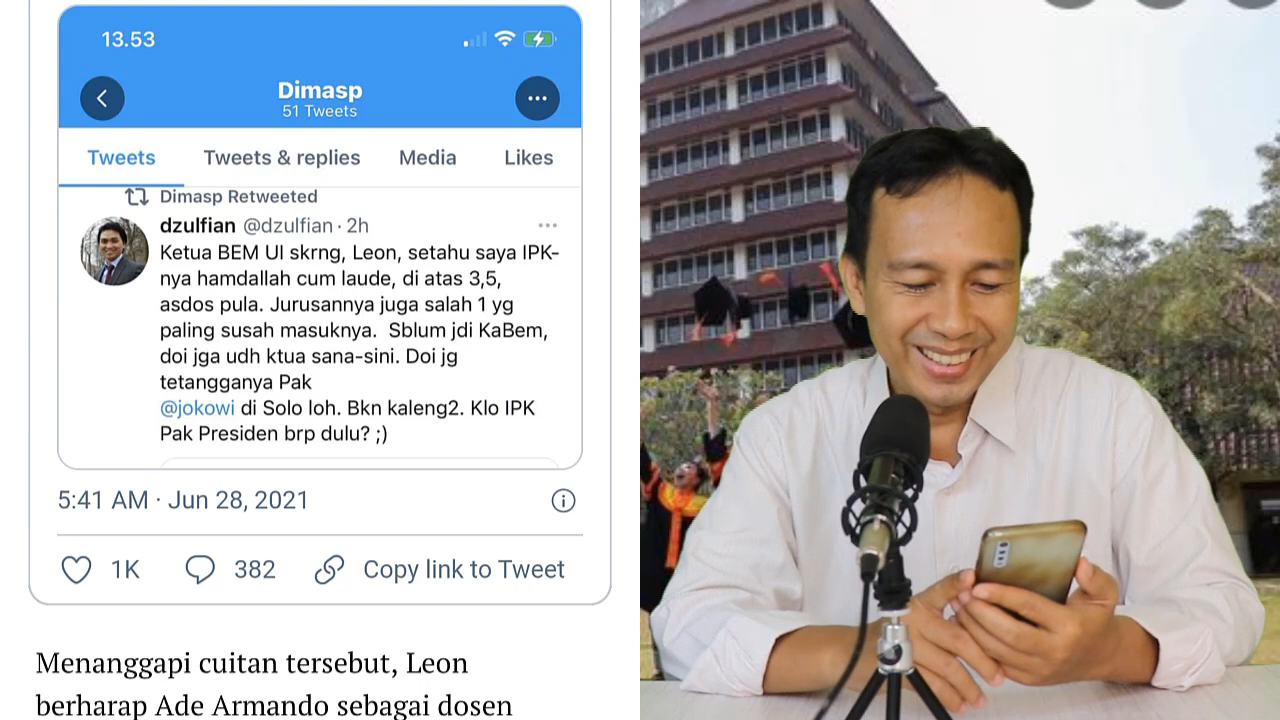 13.53
Dimasp
51 Tweets
Tweets Tweets & replies Media Likes
Dimasp Retweeted
dzulfian @dzulfian · 2h
Ketua BEM UI skrng, Leon, setahu saya IPK-
nya hamdallah cum laude, di atas 3,5,
asdos pula. Jurusannya juga salah 1 yg
paling susah masuknya. Sblum jdi KaBem,
doi jga udh ktua sana-sini. Doi jg
tetangganya Pak
@jokowi di Solo loh. Bkn kaleng2. Klo IPK
Pak Presiden brp dulu? ;)
5:41 AM · Jun 28, 2021
1K 382 Copy link to Tweet
Menanggapi cuitan tersebut, Leon
berharap Ade Armando sebagai dosen